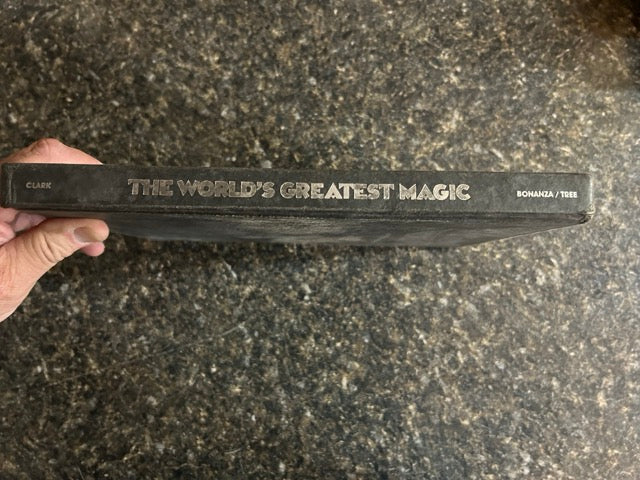 CLARK
THE WORLD'S GREATEST MAGIC
BONANZA / TREE